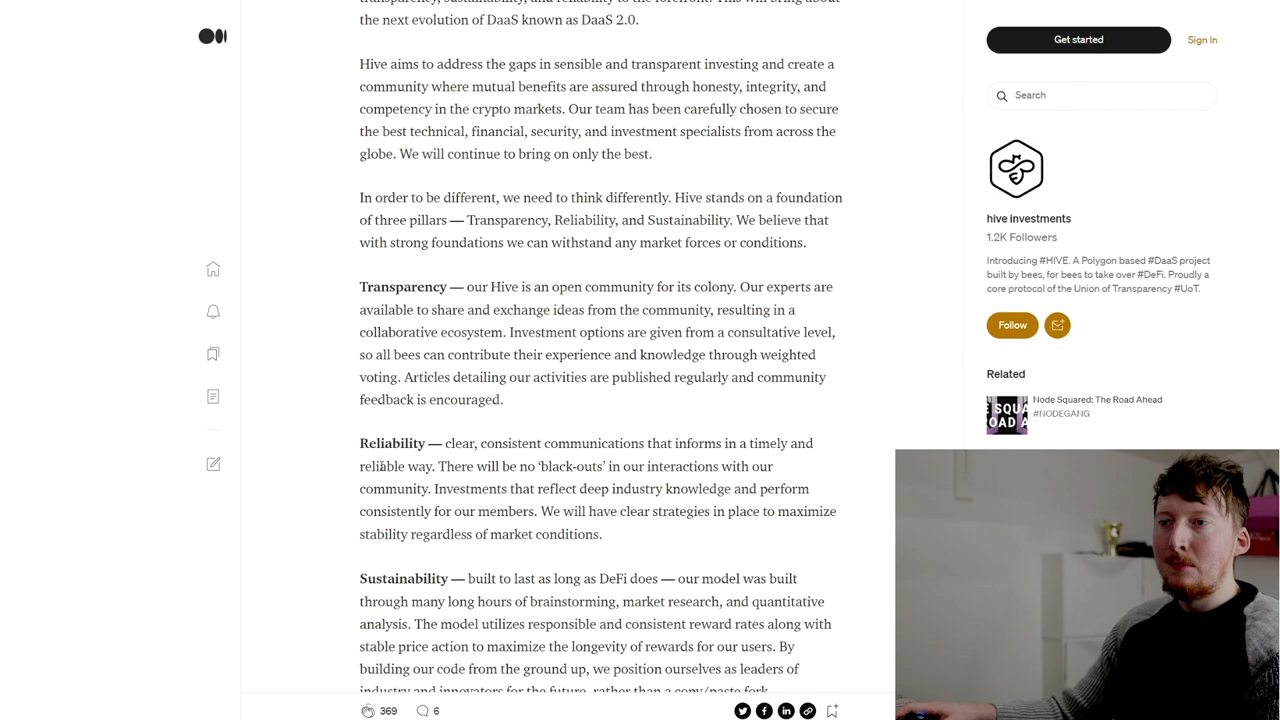 transparency, sustainability, and reliability to the forefront. This will bring about
the next evolution of DaaS known as DaaS 2.0.
Hive aims to address the gaps in sensible and transparent investing and create a
community where mutual benefits are assured through honesty, integrity, and
competency in the crypto markets. Our team has been carefully chosen to secure
the best technical, financial, security, and investment specialists from across the
globe. We will continue to bring on only the best.
In order to be different, we need to think differently. Hive stands on a foundation
of three pillars — Transparency, Reliability, and Sustainability. We believe that
with strong foundations we can withstand any market forces or conditions.
Transparency — our Hive is an open community for its colony. Our experts are
available to share and exchange ideas from the community, resulting in a
collaborative ecosystem. Investment options are given from a consultative level,
so all bees can contribute their experience and knowledge through weighted
voting. Articles detailing our activities are published regularly and community
feedback is encouraged.
Reliability — clear, consistent communications that informs in a timely and
reliable way. There will be no ‘black-outs’ in our interactions with our
community. Investments that reflect deep industry knowledge and perform
consistently for our members. We will have clear strategies in place to maximize
stability regardless of market conditions.
Sustainability — built to last as long as DeFi does — our model was built
through many long hours of brainstorming, market research, and quantitative
analysis. The model utilizes responsible and consistent reward rates along with
stable price action to maximize the longevity of rewards for our users. By
building our code from the ground up, we position ourselves as leaders of
industry and innovators for the future, rather than a copy/paste fork.
369
6
Get started
Sign In
Search
hive investments
1.2K Followers
Introducing #HIVE. A Polygon based #DaaS project
built by bees, for bees to take over #DeFi. Proudly a
core protocol of the Union of Transparency #UoT.
Follow
Related
Node Squared: The Road Ahead
#NODEGANG